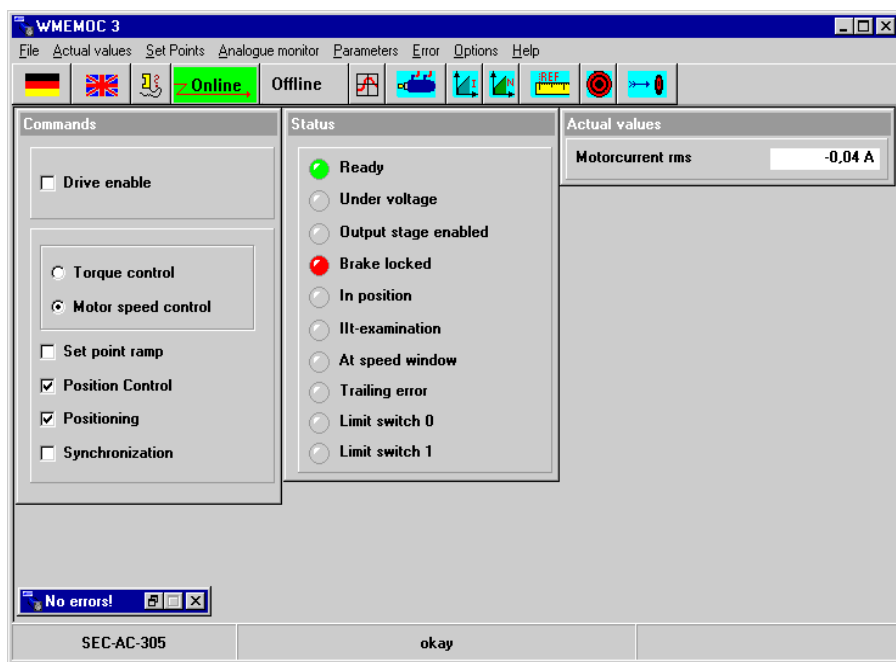 WMEMOC 3
File Actual values Set Points Analogue monitor Parameters Error Options Help
Online Offline I N REF
Commands
Drive enable
Torque control
Motor speed control
Set point ramp
Position Control
Positioning
Synchronization
Status
Ready
Under voltage
Output stage enabled
Brake locked
In position
IIt-examination
At speed window
Trailing error
Limit switch 0
Limit switch 1
Actual values
Motorcurrent rms -0,04 A
No errors!
SEC-AC-305 okay